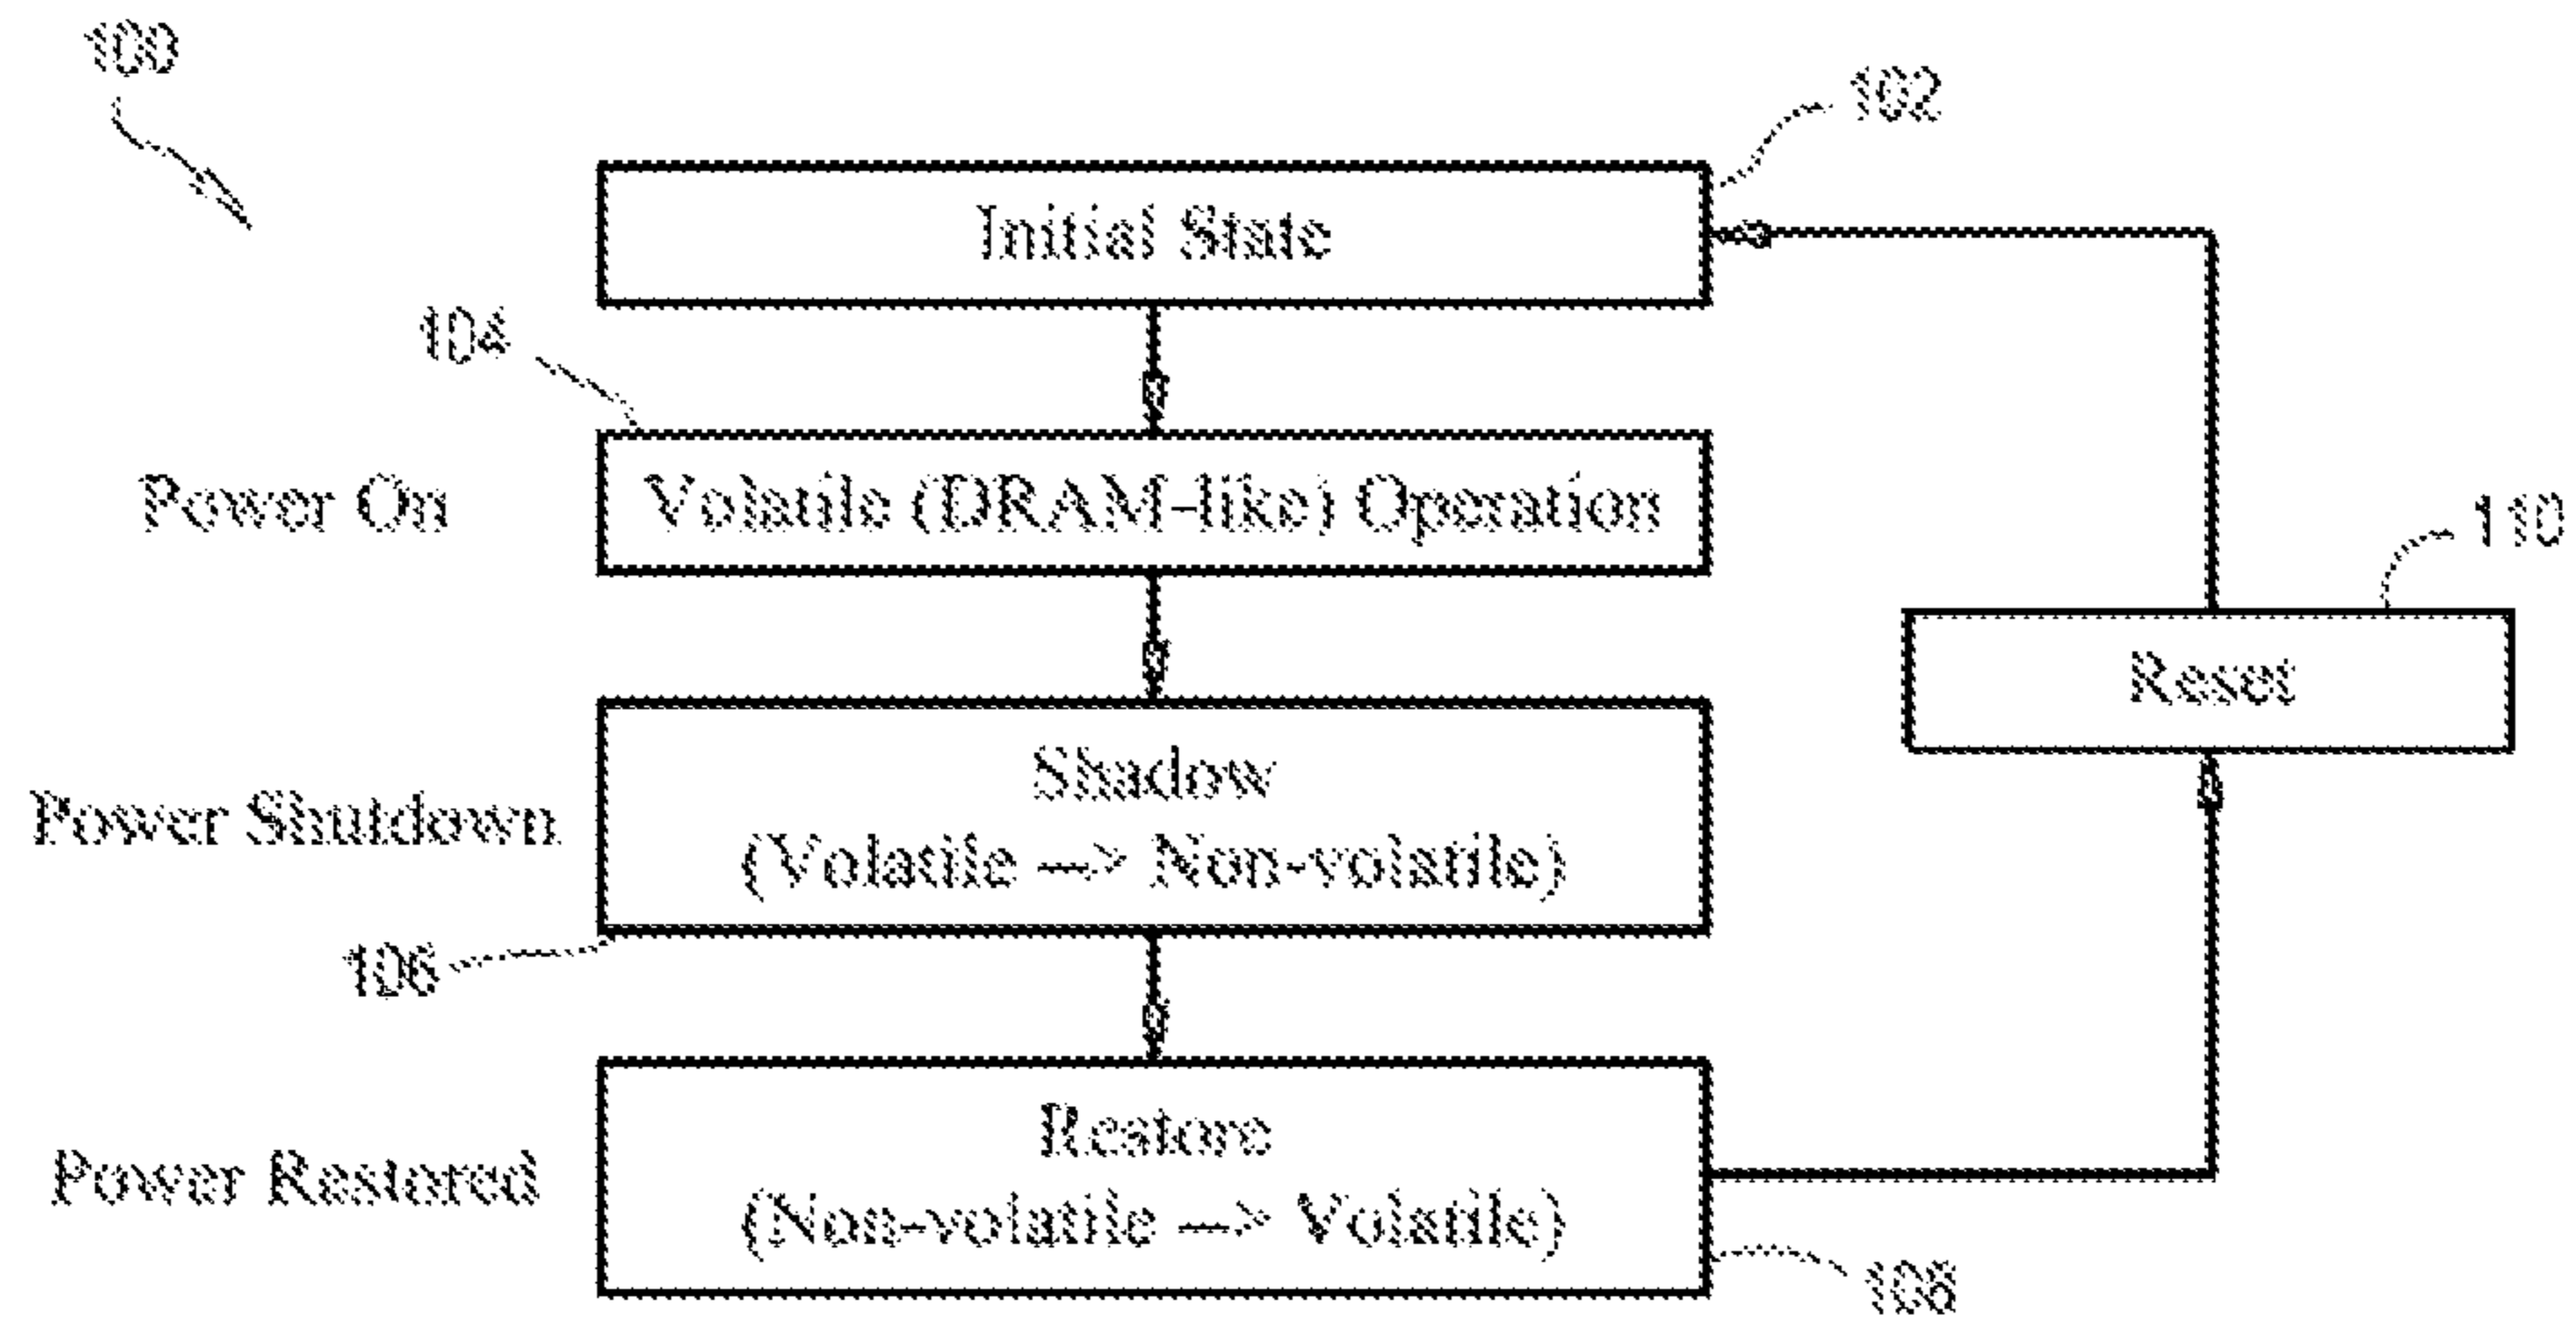 100
102
Initial State
104
Power On
Volatile (DRAM-like) Operation
110
Reset
Power Shutdown
Shadow
(Volatile --> Non-volatile)
106
Power Restored
Restore
(Non-volatile --> Volatile)
108